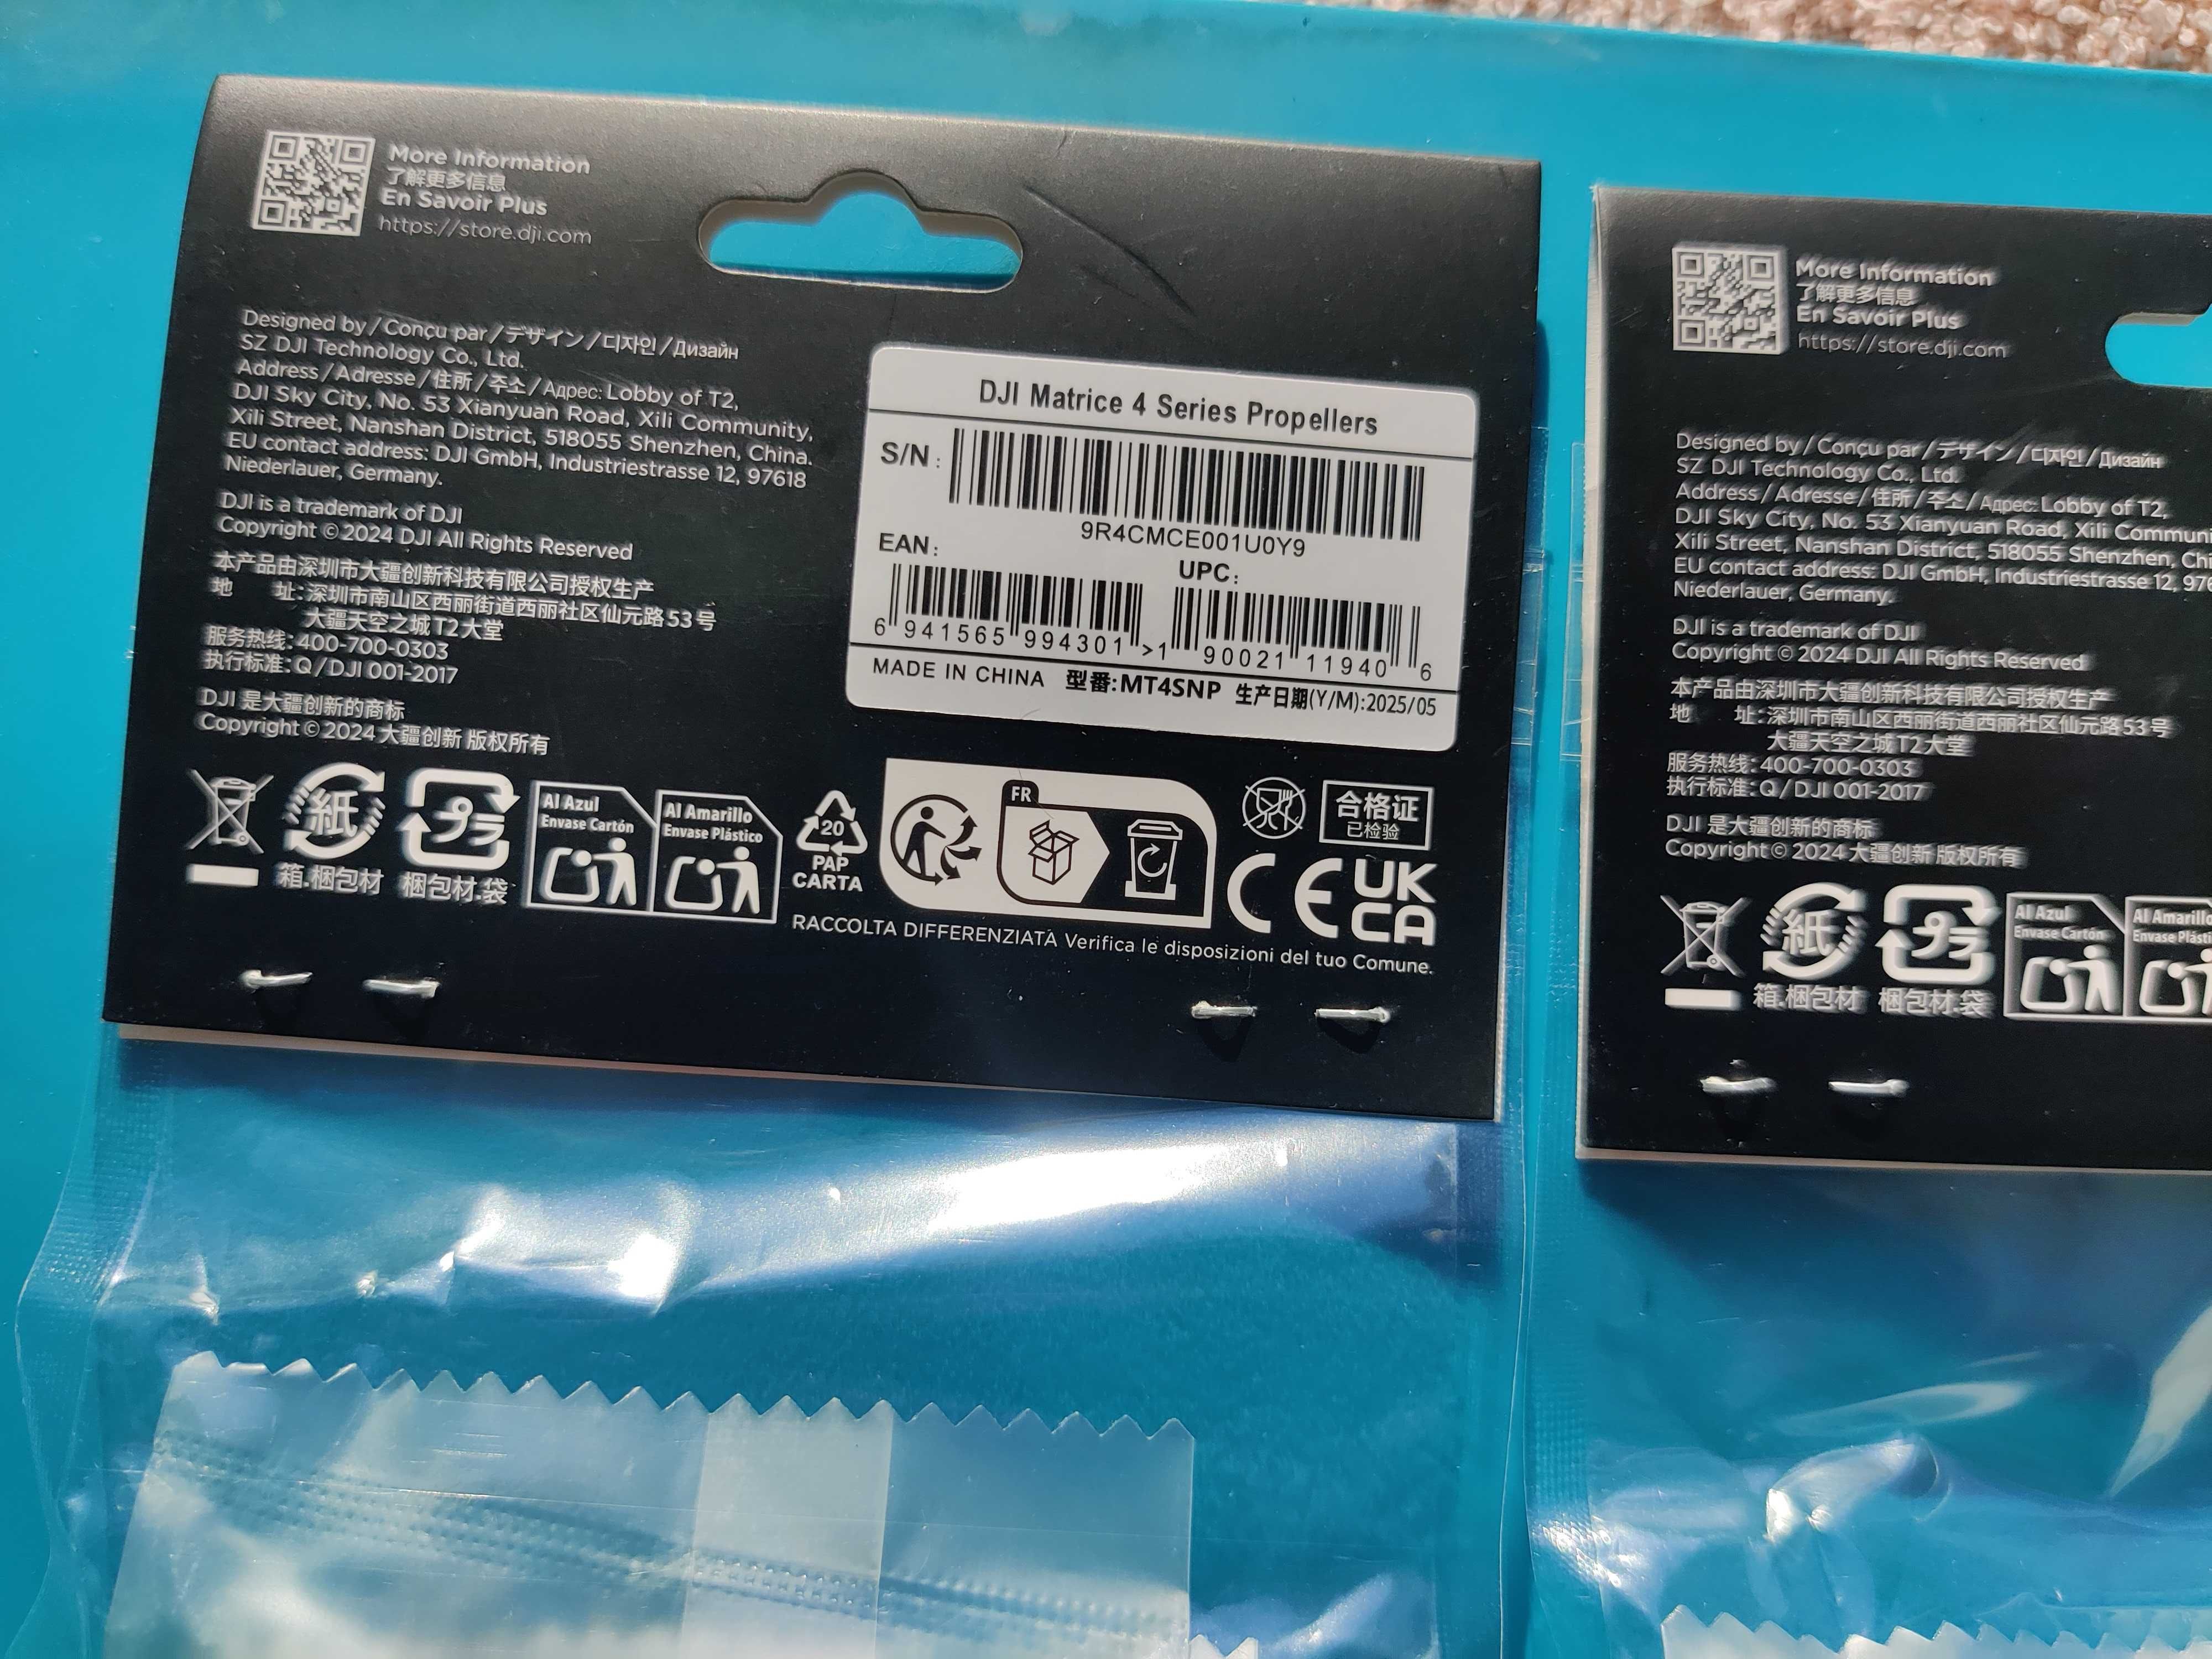 More Information
了解更多信息
En Savoir Plus
https://store.dji.com
Designed by/Conçu par/デザイン/디자인/Дизайн
SZ DJI Technology Co., Ltd.
Address/Adresse/住所/주소/Адрес: Lobby of T2,
DJI Sky City, No. 53 Xianyuan Road, Xili Community,
Xili Street, Nanshan District, 518055 Shenzhen, China.
EU contact address: DJI GmbH, Industriestrasse 12, 97618
Niederlauer, Germany.
DJI is a trademark of DJI
Copyright © 2024 DJI All Rights Reserved
本产品由深圳市大疆创新科技有限公司授权生产
地 址:深圳市南山区西丽街道西丽社区仙元路53号
大疆天空之城T2大堂
服务热线:400-700-0303
执行标准:Q/DJI 001-2017
DJI 是大疆创新的商标
Copyright © 2024 大疆创新 版权所有
DJI Matrice 4 Series Propellers
S/N:
9R4CMCE001U0Y9
EAN:
UPC:
6 941565 994301 >1 90021 11940 6
MADE IN CHINA 型番:MT4SNP 生产日期(Y/M):2025/05
紙
箱.梱包材
プラ
梱包材.袋
Al Azul
Envase Cartón
Al Amarillo
Envase Plástico
20
PAP
CARTA
FR
合格证
已检验
CE
UK
CA
RACCOLTA DIFFERENZIATA Verifica le disposizioni del tuo Comune.
More Information
了解更多信息
En Savoir Plus
https://store.dji.com
Designed by/Conçu par/デザイン/디자인/Дизайн
SZ DJI Technology Co., Ltd.
Address/Adresse/住所/주소/Адрес: Lobby of T2,
DJI Sky City, No. 53 Xianyuan Road, Xili
Xili Street, Nanshan District, 518055 Shenzhen,
EU contact address: DJI GmbH, Industriestrasse 12,
Niederlauer, Germany.
DJI is a trademark of DJI
Copyright © 2024 DJI All Rights Reserved
本产品由深圳市大疆创新科技有限公司授权生产
地 址:深圳市南山区西丽街道西丽社区仙元路53号
大疆天空之城T2大堂
服务热线:400-700-0303
执行标准:Q/DJI 001-2017
DJI 是大疆创新的商标
Copyright © 2024 大疆创新 版权所有
紙
箱.梱包材
プラ
梱包材.袋
Al Azul
Envase Cartón
Al Amarillo
Envase